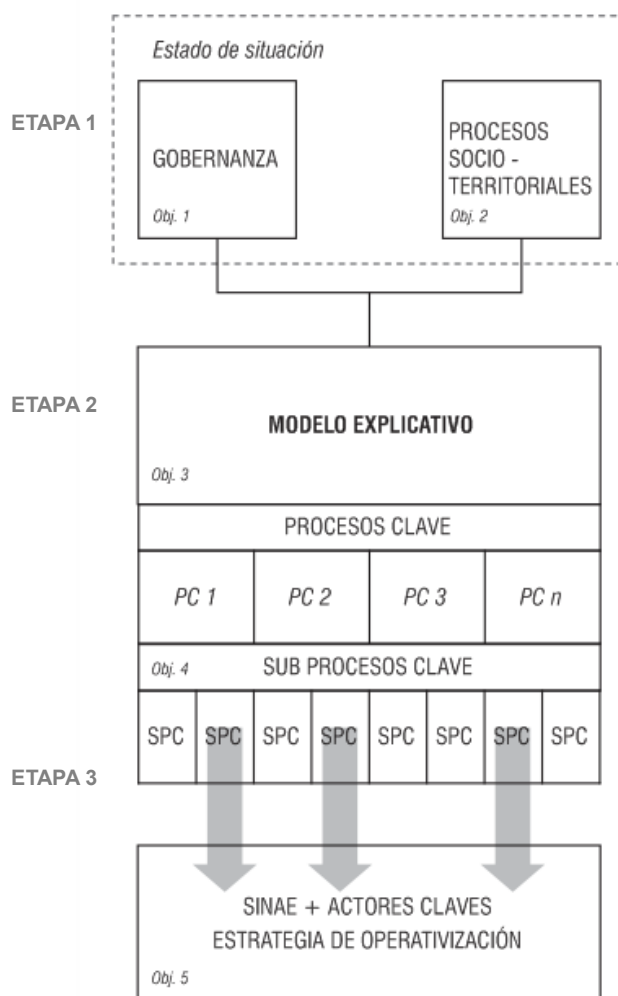 Estado de situación
ETAPA 1
GOBERNANZA
Obj. 1
PROCESOS
SOCIO -
TERRITORIALES
Obj. 2
ETAPA 2
MODELO EXPLICATIVO
Obj. 3
PROCESOS CLAVE
PC 1 PC 2 PC 3 PC n
Obj. 4 SUB PROCESOS CLAVE
SPC SPC SPC SPC SPC SPC SPC SPC
ETAPA 3
SINAE + ACTORES CLAVES
ESTRATEGIA DE OPERATIVIZACIÓN
Obj. 5